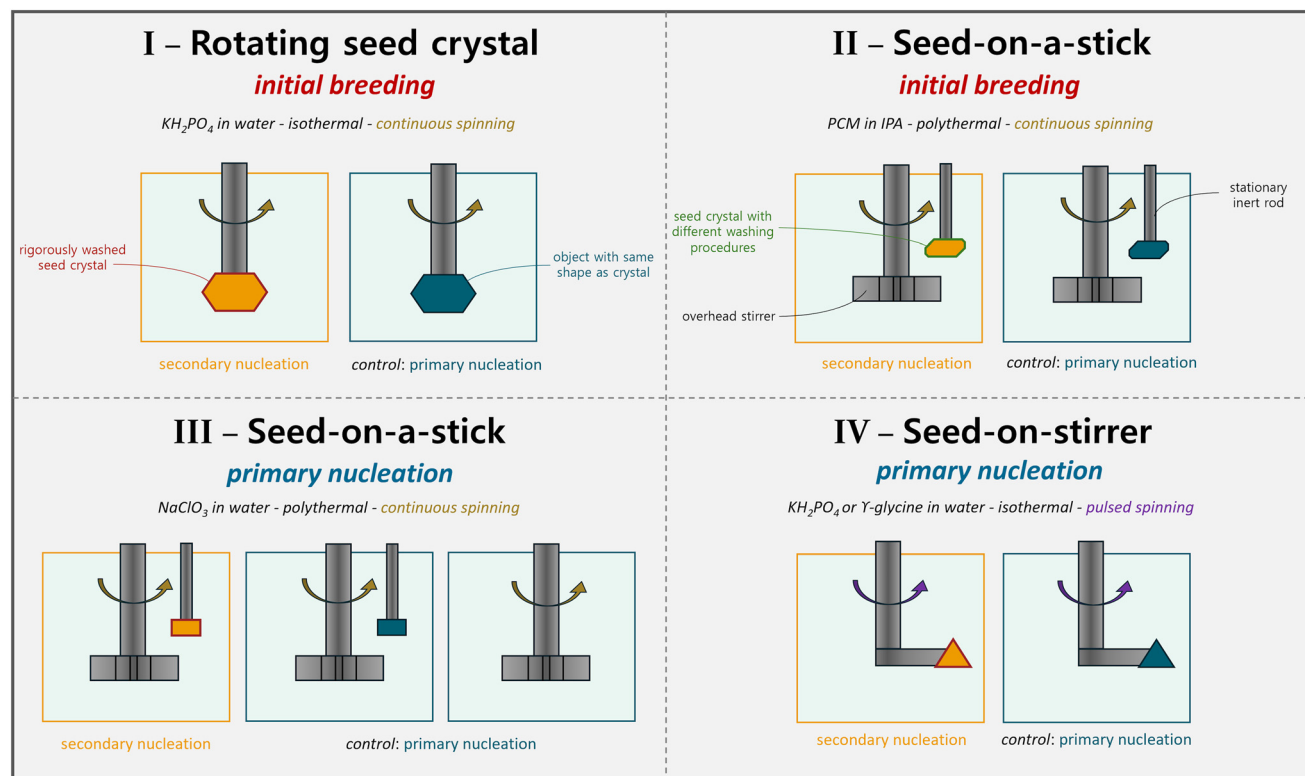 I – Rotating seed crystal
initial breeding
KH₂PO₄ in water - isothermal - continuous spinning
rigorously washed
seed crystal
object with same
shape as crystal
secondary nucleation
control: primary nucleation
II – Seed-on-a-stick
initial breeding
PCM in IPA - polythermal - continuous spinning
seed crystal with
different washing
procedures
stationary
inert rod
overhead stirrer
secondary nucleation
control: primary nucleation
III – Seed-on-a-stick
primary nucleation
NaClO₃ in water - polythermal - continuous spinning
secondary nucleation
control: primary nucleation
IV – Seed-on-stirrer
primary nucleation
KH₂PO₄ or ϒ-glycine in water - isothermal - pulsed spinning
secondary nucleation
control: primary nucleation